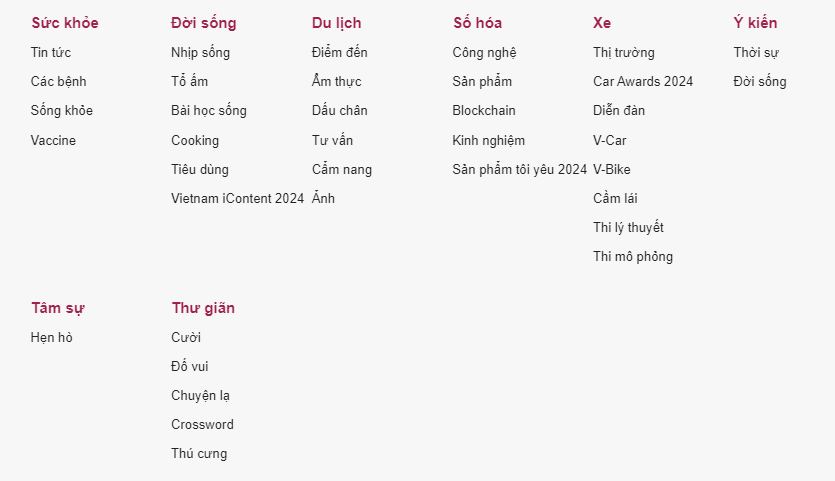 Sức khỏe
Tin tức
Các bệnh
Sống khỏe
Vaccine
Đời sống
Nhịp sống
Tổ ấm
Bài học sống
Cooking
Tiêu dùng
Vietnam iContent 2024
Du lịch
Điểm đến
Ẩm thực
Dấu chân
Tư vấn
Cẩm nang
Ảnh
Số hóa
Công nghệ
Sản phẩm
Blockchain
Kinh nghiệm
Sản phẩm tôi yêu 2024
Xe
Thị trường
Car Awards 2024
Diễn đàn
V-Car
V-Bike
Cầm lái
Thi lý thuyết
Thi mô phỏng
Ý kiến
Thời sự
Đời sống
Tâm sự
Hẹn hò
Thư giãn
Cười
Đố vui
Chuyện lạ
Crossword
Thú cưng